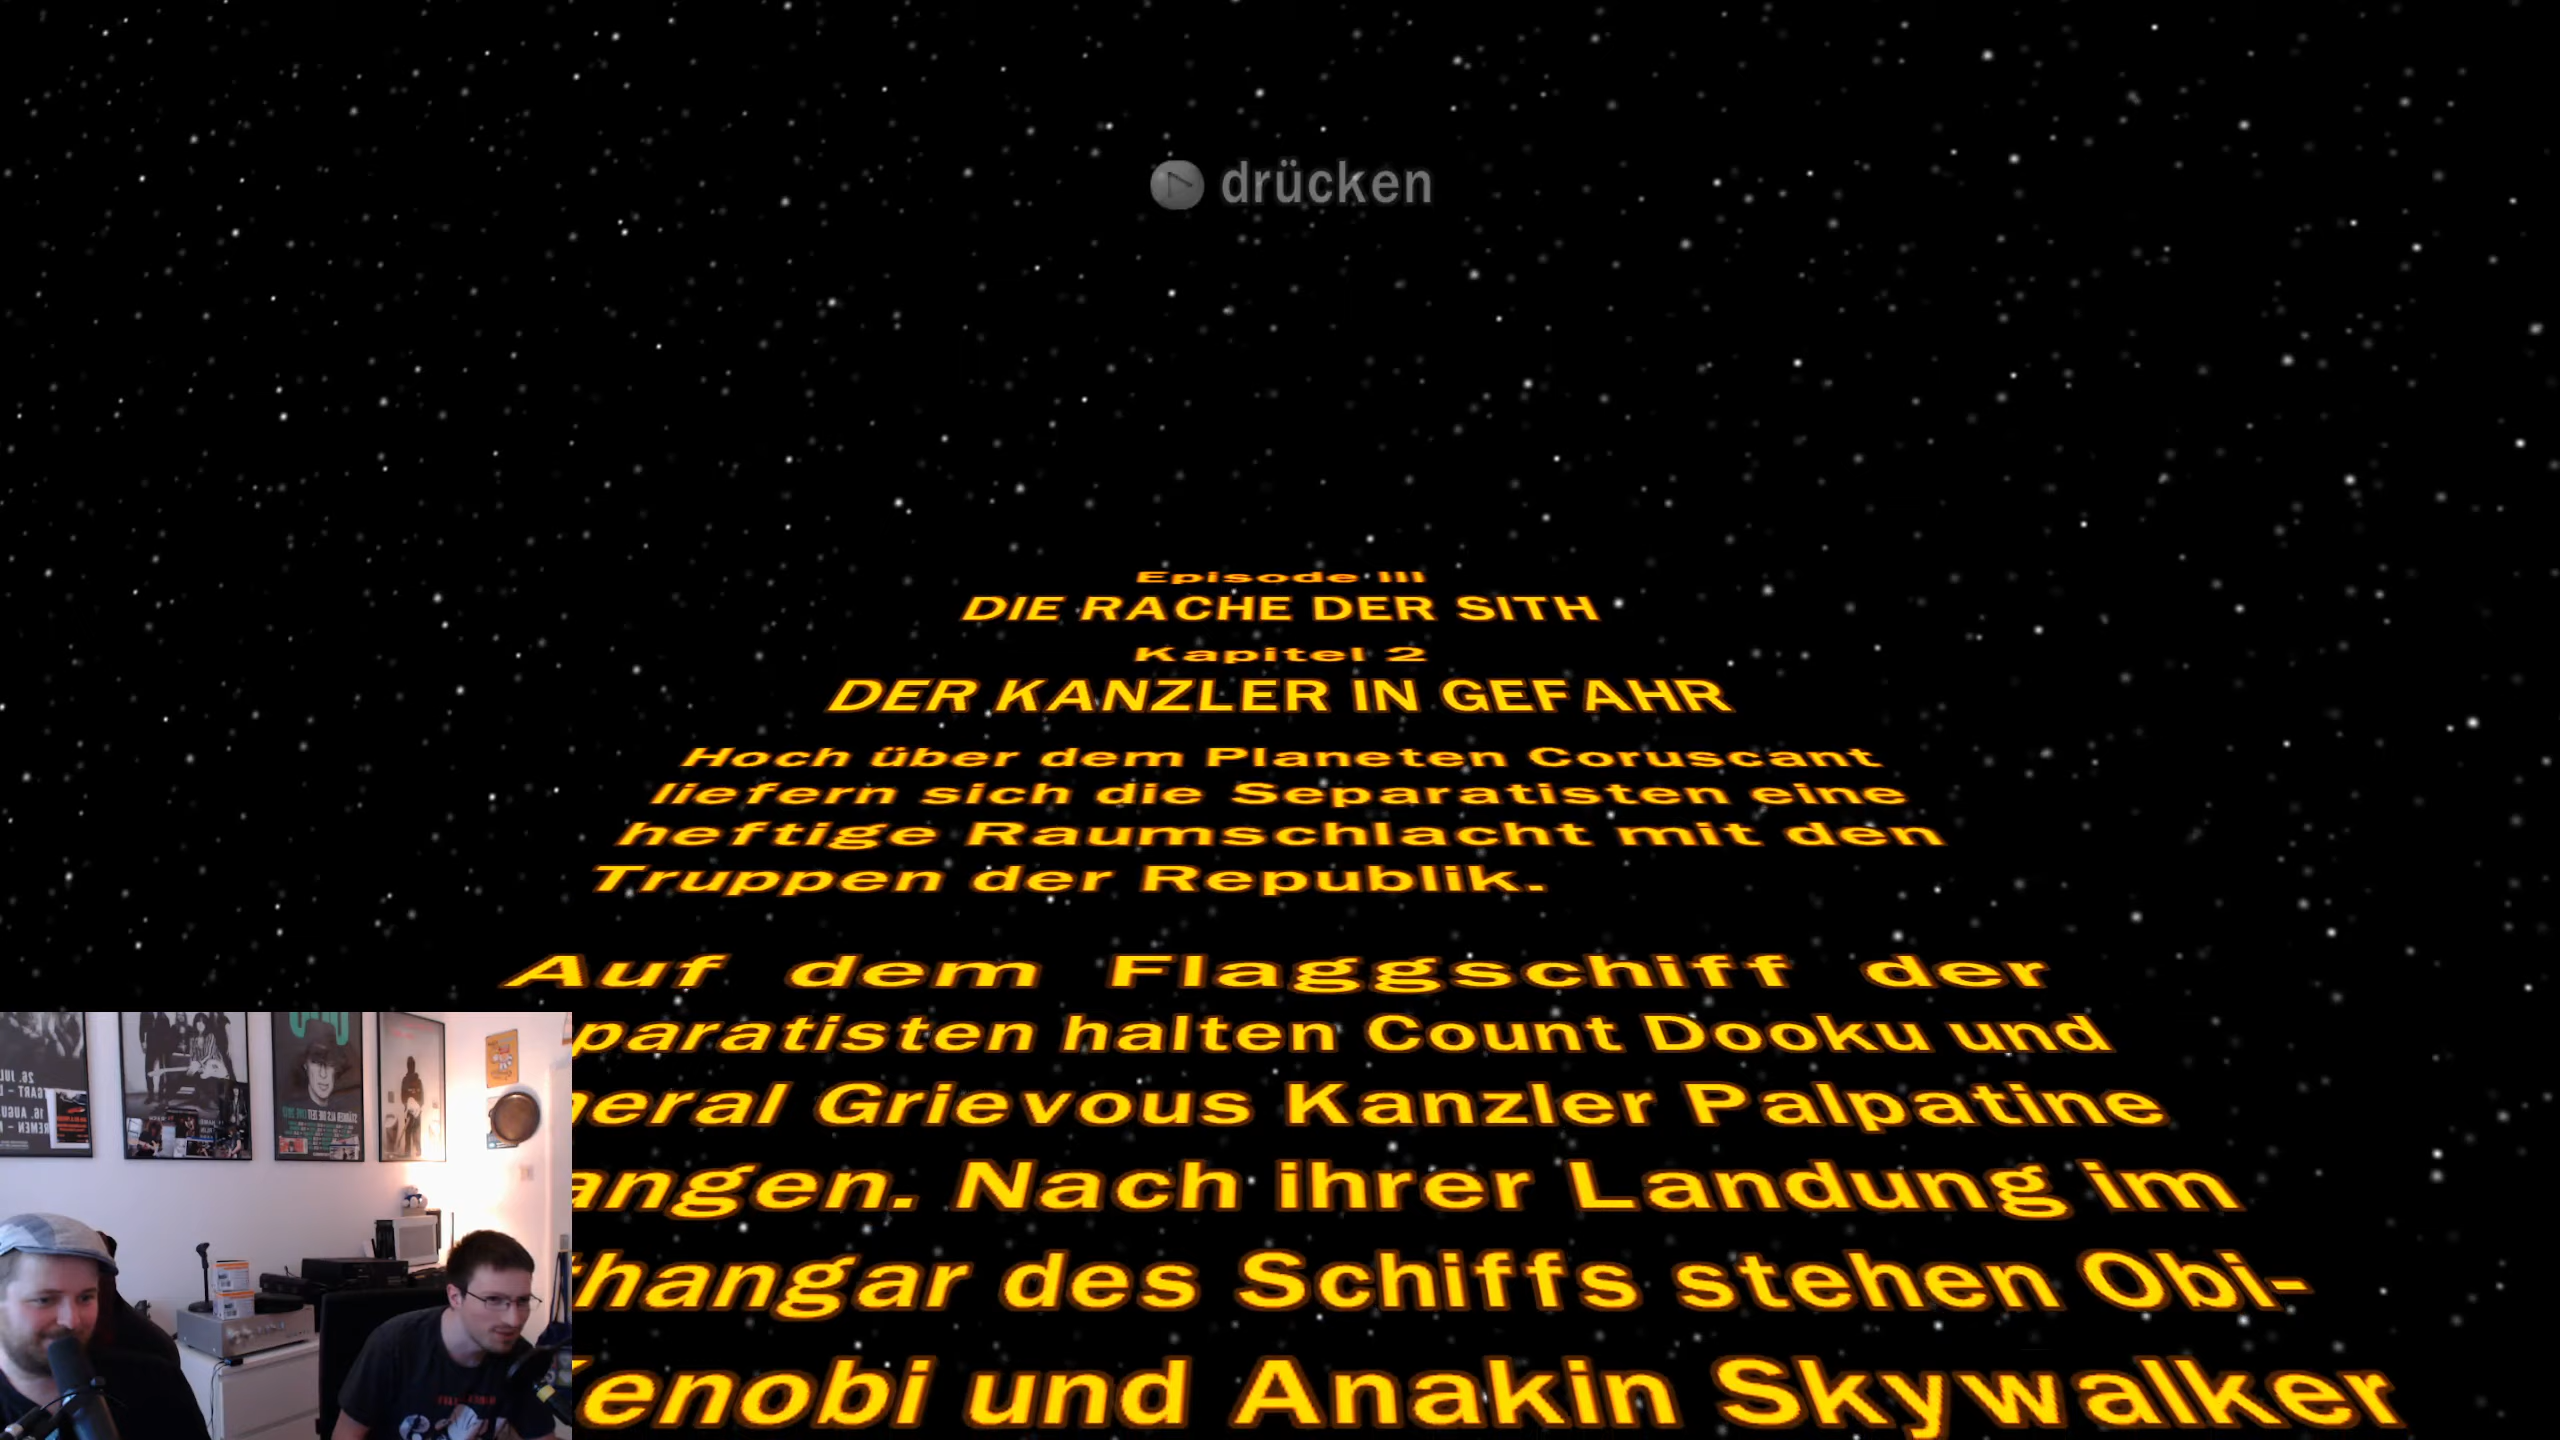 drücken
Episode III
DIE RACHE DER SITH
Kapitel 2
DER KANZLER IN GEFAHR
Hoch über dem Planeten Coruscant
liefern sich die Separatisten eine
heftige Raumschlacht mit den
Truppen der Republik.
Auf dem Flaggschiff der
paratisten halten Count Dooku und
neral Grievous Kanzler Palpatine
angen. Nach ihrer Landung im
thangar des Schiffs stehen Obi-
Kenobi und Anakin Skywalker